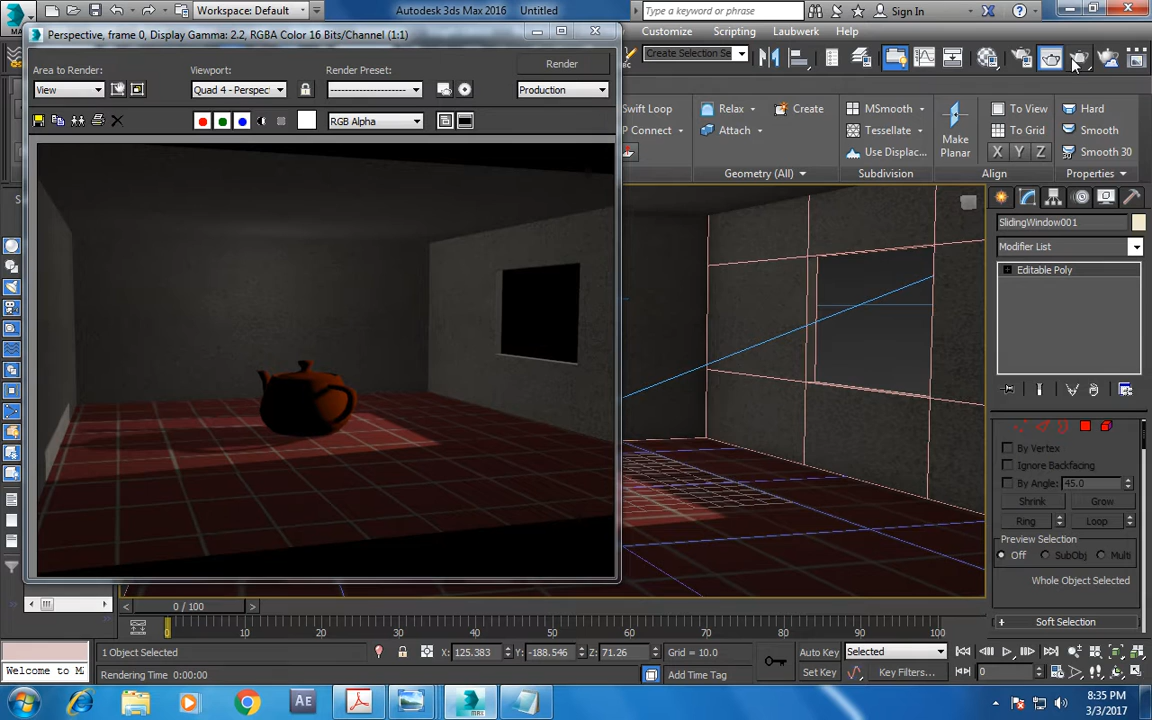 Workspace: Default
Autodesk 3ds Max 2016    Untitled
Type a keyword or phrase
Sign In
Perspective, frame 0, Display Gamma: 2.2, RGBA Color 16 Bits/Channel (1:1)
Customize
Scripting
Laubwerk
Help
Create Selection Se
Area to Render:
Viewport:
Render Preset:
Render
View
Quad 4 - Perspec
Production
RGB Alpha
Swift Loop
Relax
Create
MSmooth
To View
Hard
P Connect
Attach
Tessellate
Make
Planar
To Grid
Smooth
Use Displac...
X Y Z
Smooth 30
Geometry (All)
Subdivision
Align
Properties
SlidingWindow001
Modifier List
Editable Poly
By Vertex
Ignore Backfacing
By Angle: 45.0
Shrink
Grow
Ring
Loop
Preview Selection
Off
SubObj
Multi
Whole Object Selected
Soft Selection
0 / 100
0 10 20 30 40 50 60 70 80 90 100
1 Object Selected
X: 125.383
Y: -188.546
Z: 71.26
Grid = 10.0
Auto Key
Selected
Welcome to M
Rendering Time 0:00:00
Add Time Tag
Set Key
Key Filters...
0
Ae
MAX
8:35 PM
3/3/2017